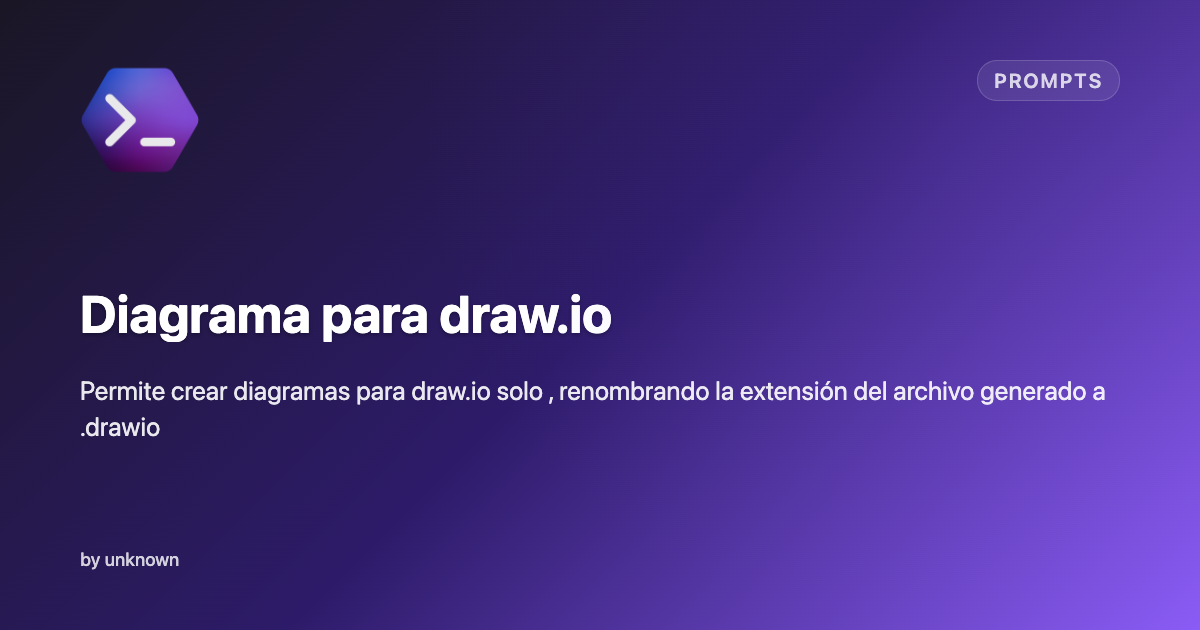 PROMPTS
Diagrama para draw.io
Permite crear diagramas para draw.io solo , renombrando la extensión del archivo generado a
.drawio
by unknown